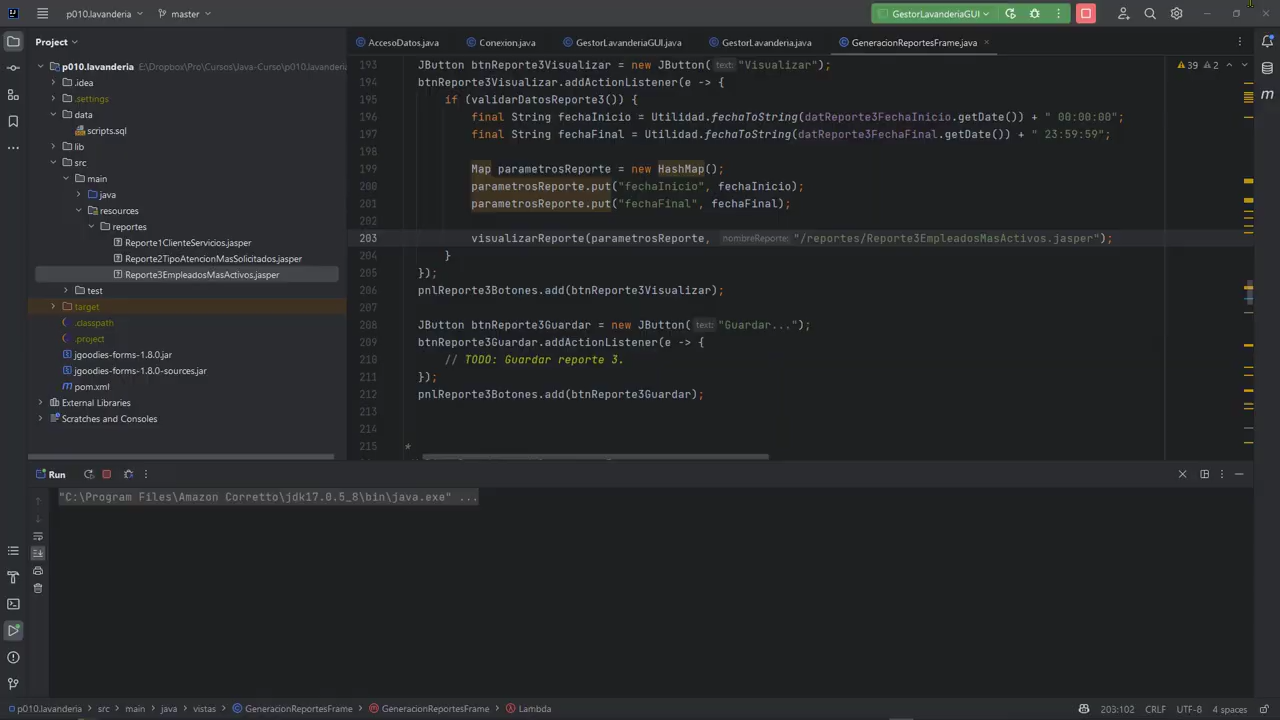 p010.lavanderia
master
GestorLavanderiaGUI
Project
AccesoDatos.java
Conexion.java
GestorLavanderiaGUI.java
GestorLavanderia.java
GeneracionReportesFrame.java
p010.lavanderia E:\Dropbox\Pro\Cursos\Java-Curso\p010.lavanderia
.idea
.settings
data
scripts.sql
lib
src
main
java
resources
reportes
Reporte1ClienteServicios.jasper
Reporte2TipoAtencionMasSolicitados.jasper
Reporte3EmpleadosMasActivos.jasper
test
target
.classpath
.project
jgoodies-forms-1.8.0.jar
jgoodies-forms-1.8.0-sources.jar
pom.xml
External Libraries
Scratches and Consoles
39 2
193 JButton btnReporte3Visualizar = new JButton( text: "Visualizar");
194 btnReporte3Visualizar.addActionListener(e -> {
195 if (validarDatosReporte3()) {
196 final String fechaInicio = Utilidad.fechaToString(datReporte3FechaInicio.getDate()) + " 00:00:00";
197 final String fechaFinal = Utilidad.fechaToString(datReporte3FechaFinal.getDate()) + " 23:59:59";
198
199 Map parametrosReporte = new HashMap();
200 parametrosReporte.put("fechaInicio", fechaInicio);
201 parametrosReporte.put("fechaFinal", fechaFinal);
202
203 visualizarReporte(parametrosReporte, nombreReporte: "/reportes/Reporte3EmpleadosMasActivos.jasper");
204 }
205 });
206 pnlReporte3Botones.add(btnReporte3Visualizar);
207
208 JButton btnReporte3Guardar = new JButton( text: "Guardar...");
209 btnReporte3Guardar.addActionListener(e -> {
210 // TODO: Guardar reporte 3.
211 });
212 pnlReporte3Botones.add(btnReporte3Guardar);
213
214
215 *
Run
"C:\Program Files\Amazon Corretto\jdk17.0.5_8\bin\java.exe" ...
p010.lavanderia > src > main > java > vistas > GeneracionReportesFrame > GeneracionReportesFrame > Lambda
203:102 CRLF UTF-8 4 spaces